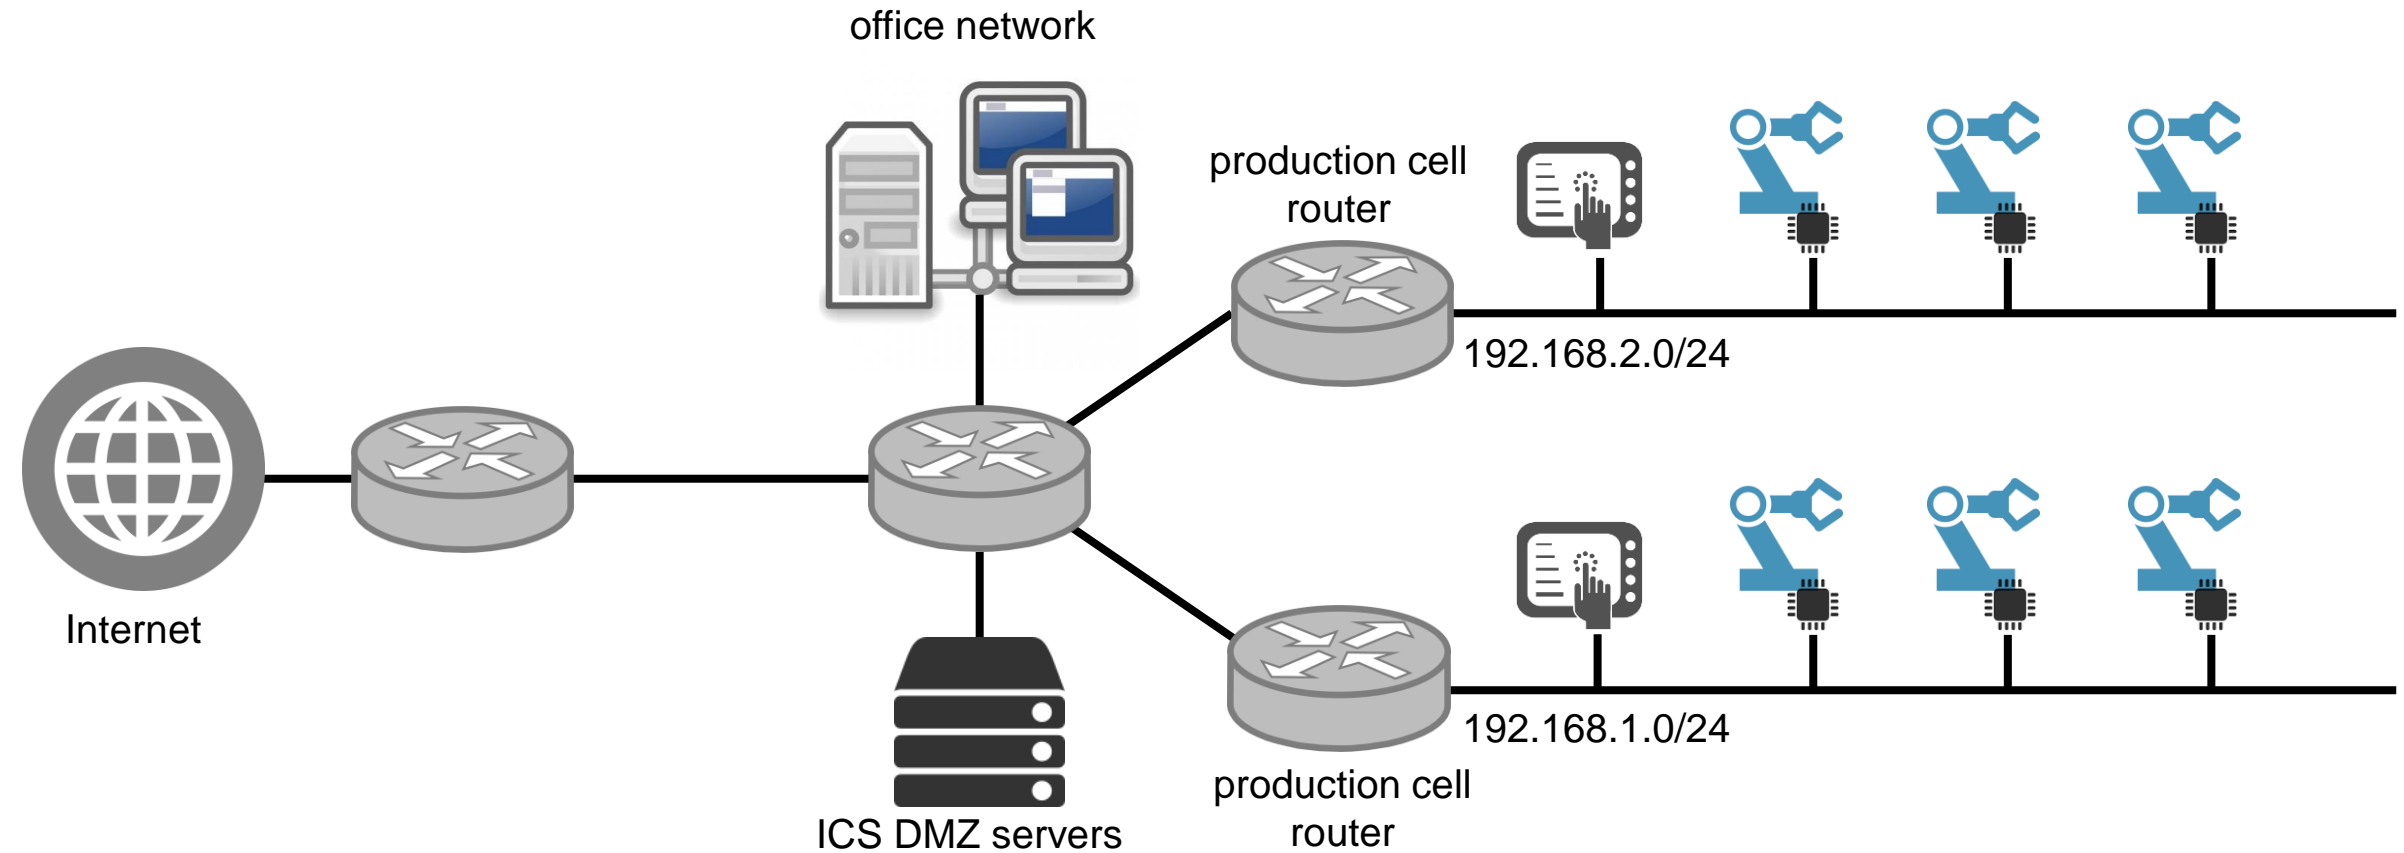 office network
production cell
router
192.168.2.0/24
Internet
192.168.1.0/24
production cell
router
ICS DMZ servers